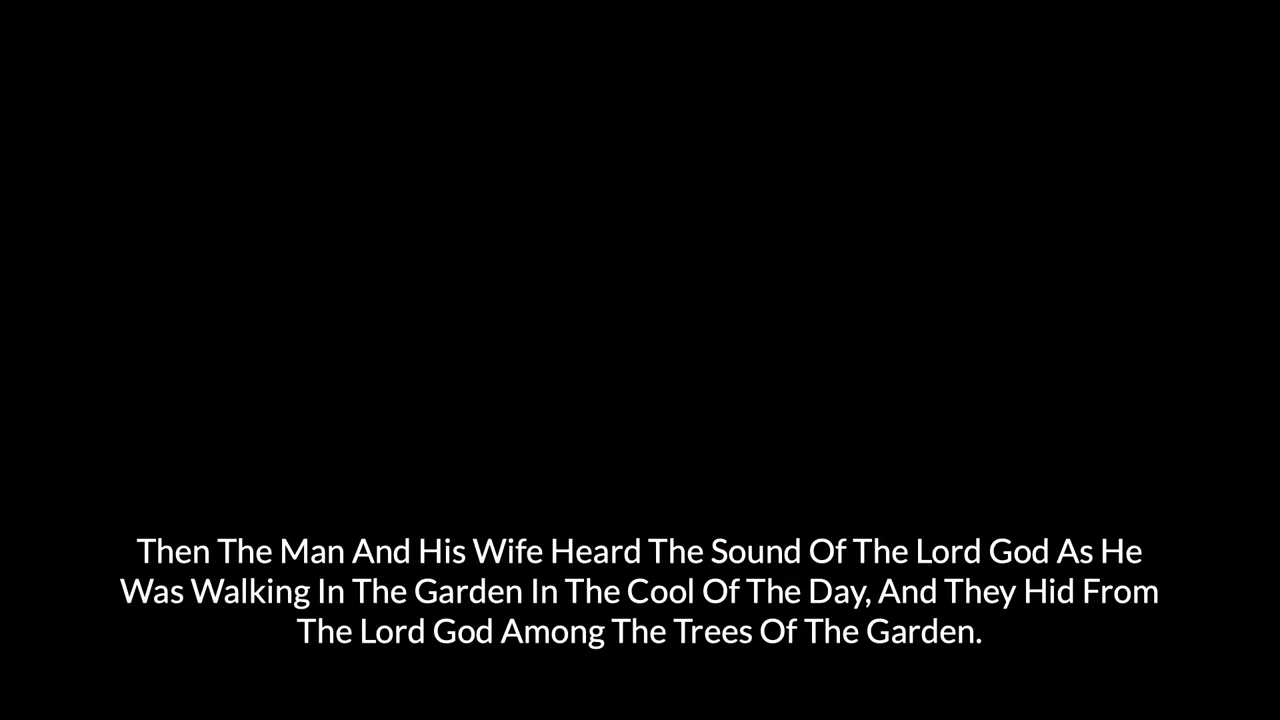 Then The Man And His Wife Heard The Sound Of The Lord God As He
Was Walking In The Garden In The Cool Of The Day, And They Hid From
The Lord God Among The Trees Of The Garden.